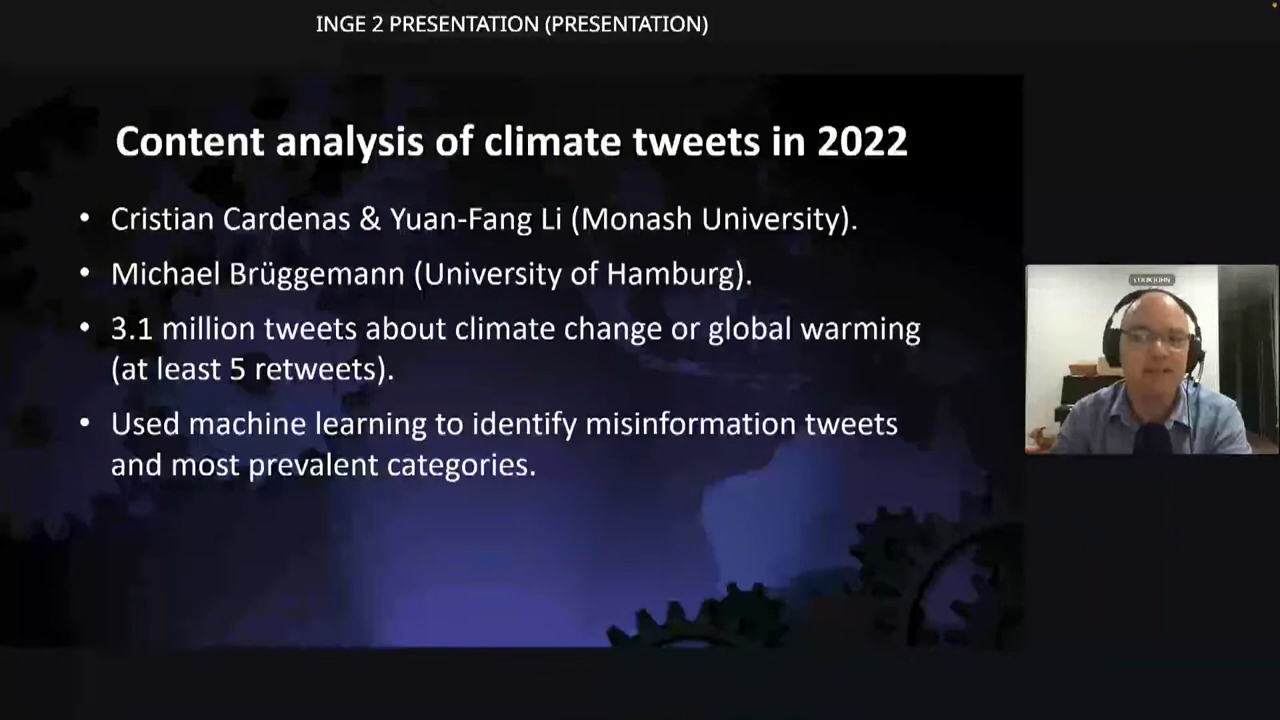 INGE 2 PRESENTATION (PRESENTATION)
Content analysis of climate tweets in 2022
• Cristian Cardenas & Yuan-Fang Li (Monash University).
• Michael Brüggemann (University of Hamburg).
• 3.1 million tweets about climate change or global warming
(at least 5 retweets).
• Used machine learning to identify misinformation tweets
and most prevalent categories.